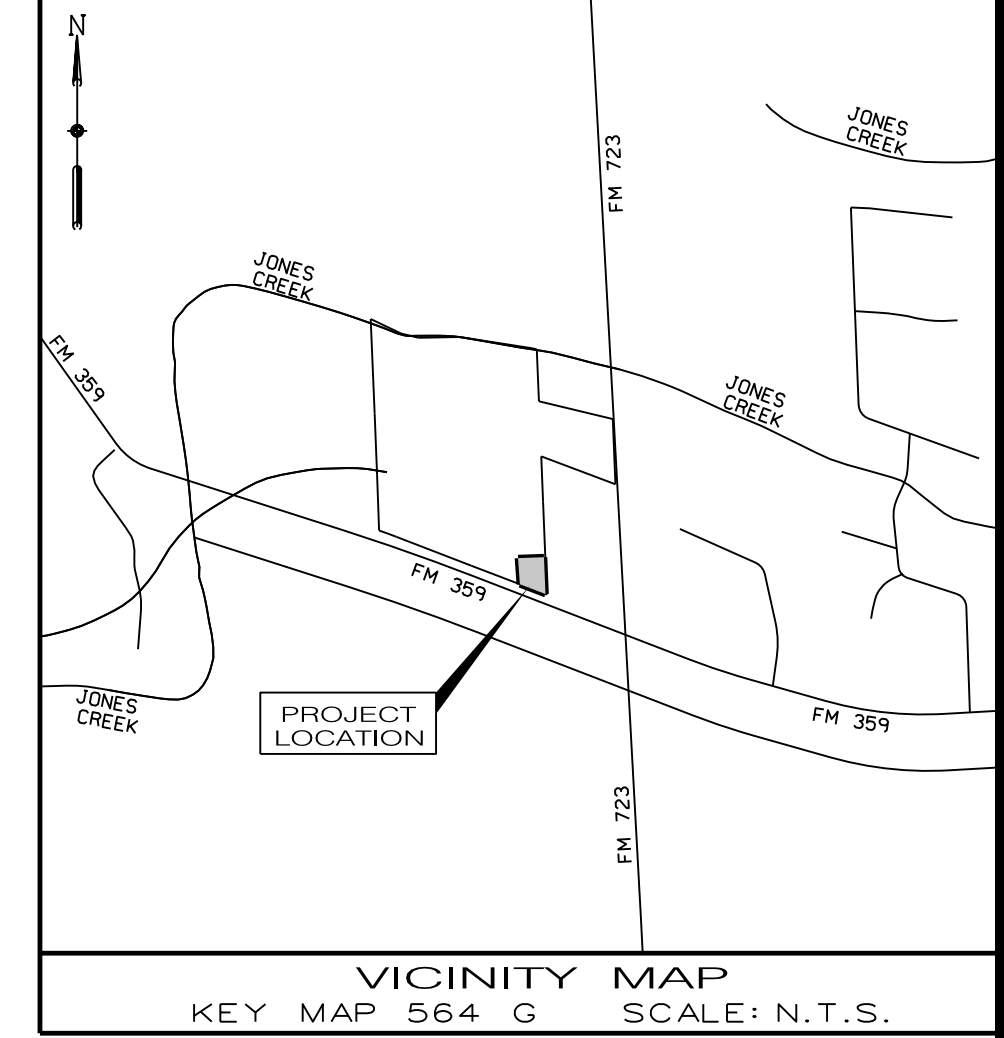 N
JONES
CREEK
FM 723
JONES
CREEK
FM 359
JONES
CREEK
FM 359
JONES
CREEK
PROJECT
LOCATION
FM 359
FM 723
VICINITY MAP
KEY MAP 564 G SCALE: N.T.S.